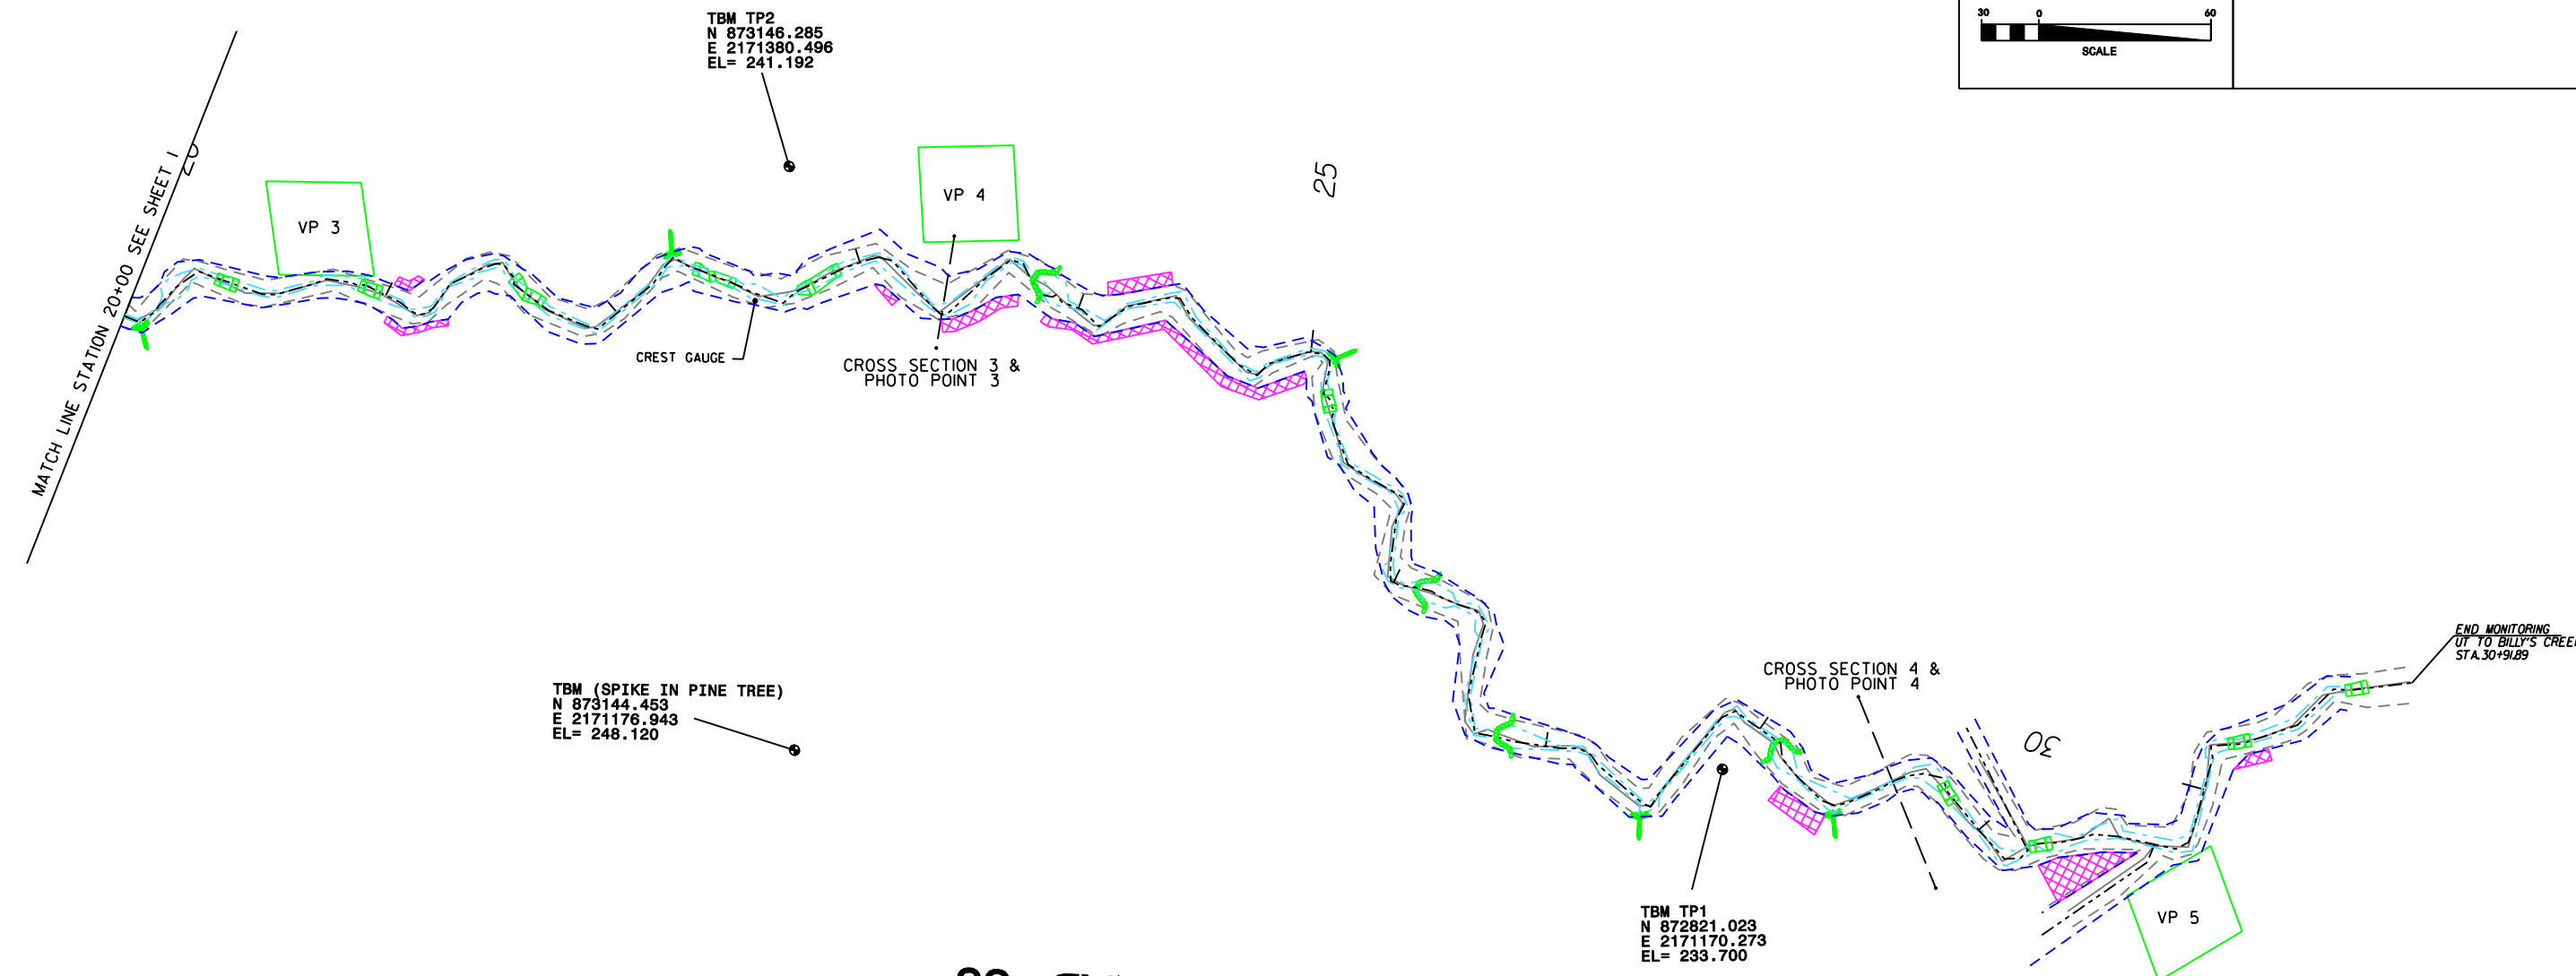 TBM TP2
N 873146.285
E 2171380.496
EL= 241.192
30 0 60
SCALE
MATCH LINE STATION 20+00 SEE SHEET 1
VP 3
VP 4
25
CREST GAUGE
CROSS SECTION 3 &
PHOTO POINT 3
TBM (SPIKE IN PINE TREE)
N 873144.453
E 2171176.943
EL= 248.120
CROSS SECTION 4 &
PHOTO POINT 4
30
END MONITORING
UT TO BILLY'S CREE
STA.30+91.89
TBM TP1
N 872821.023
E 2171170.273
EL= 233.700
VP 5